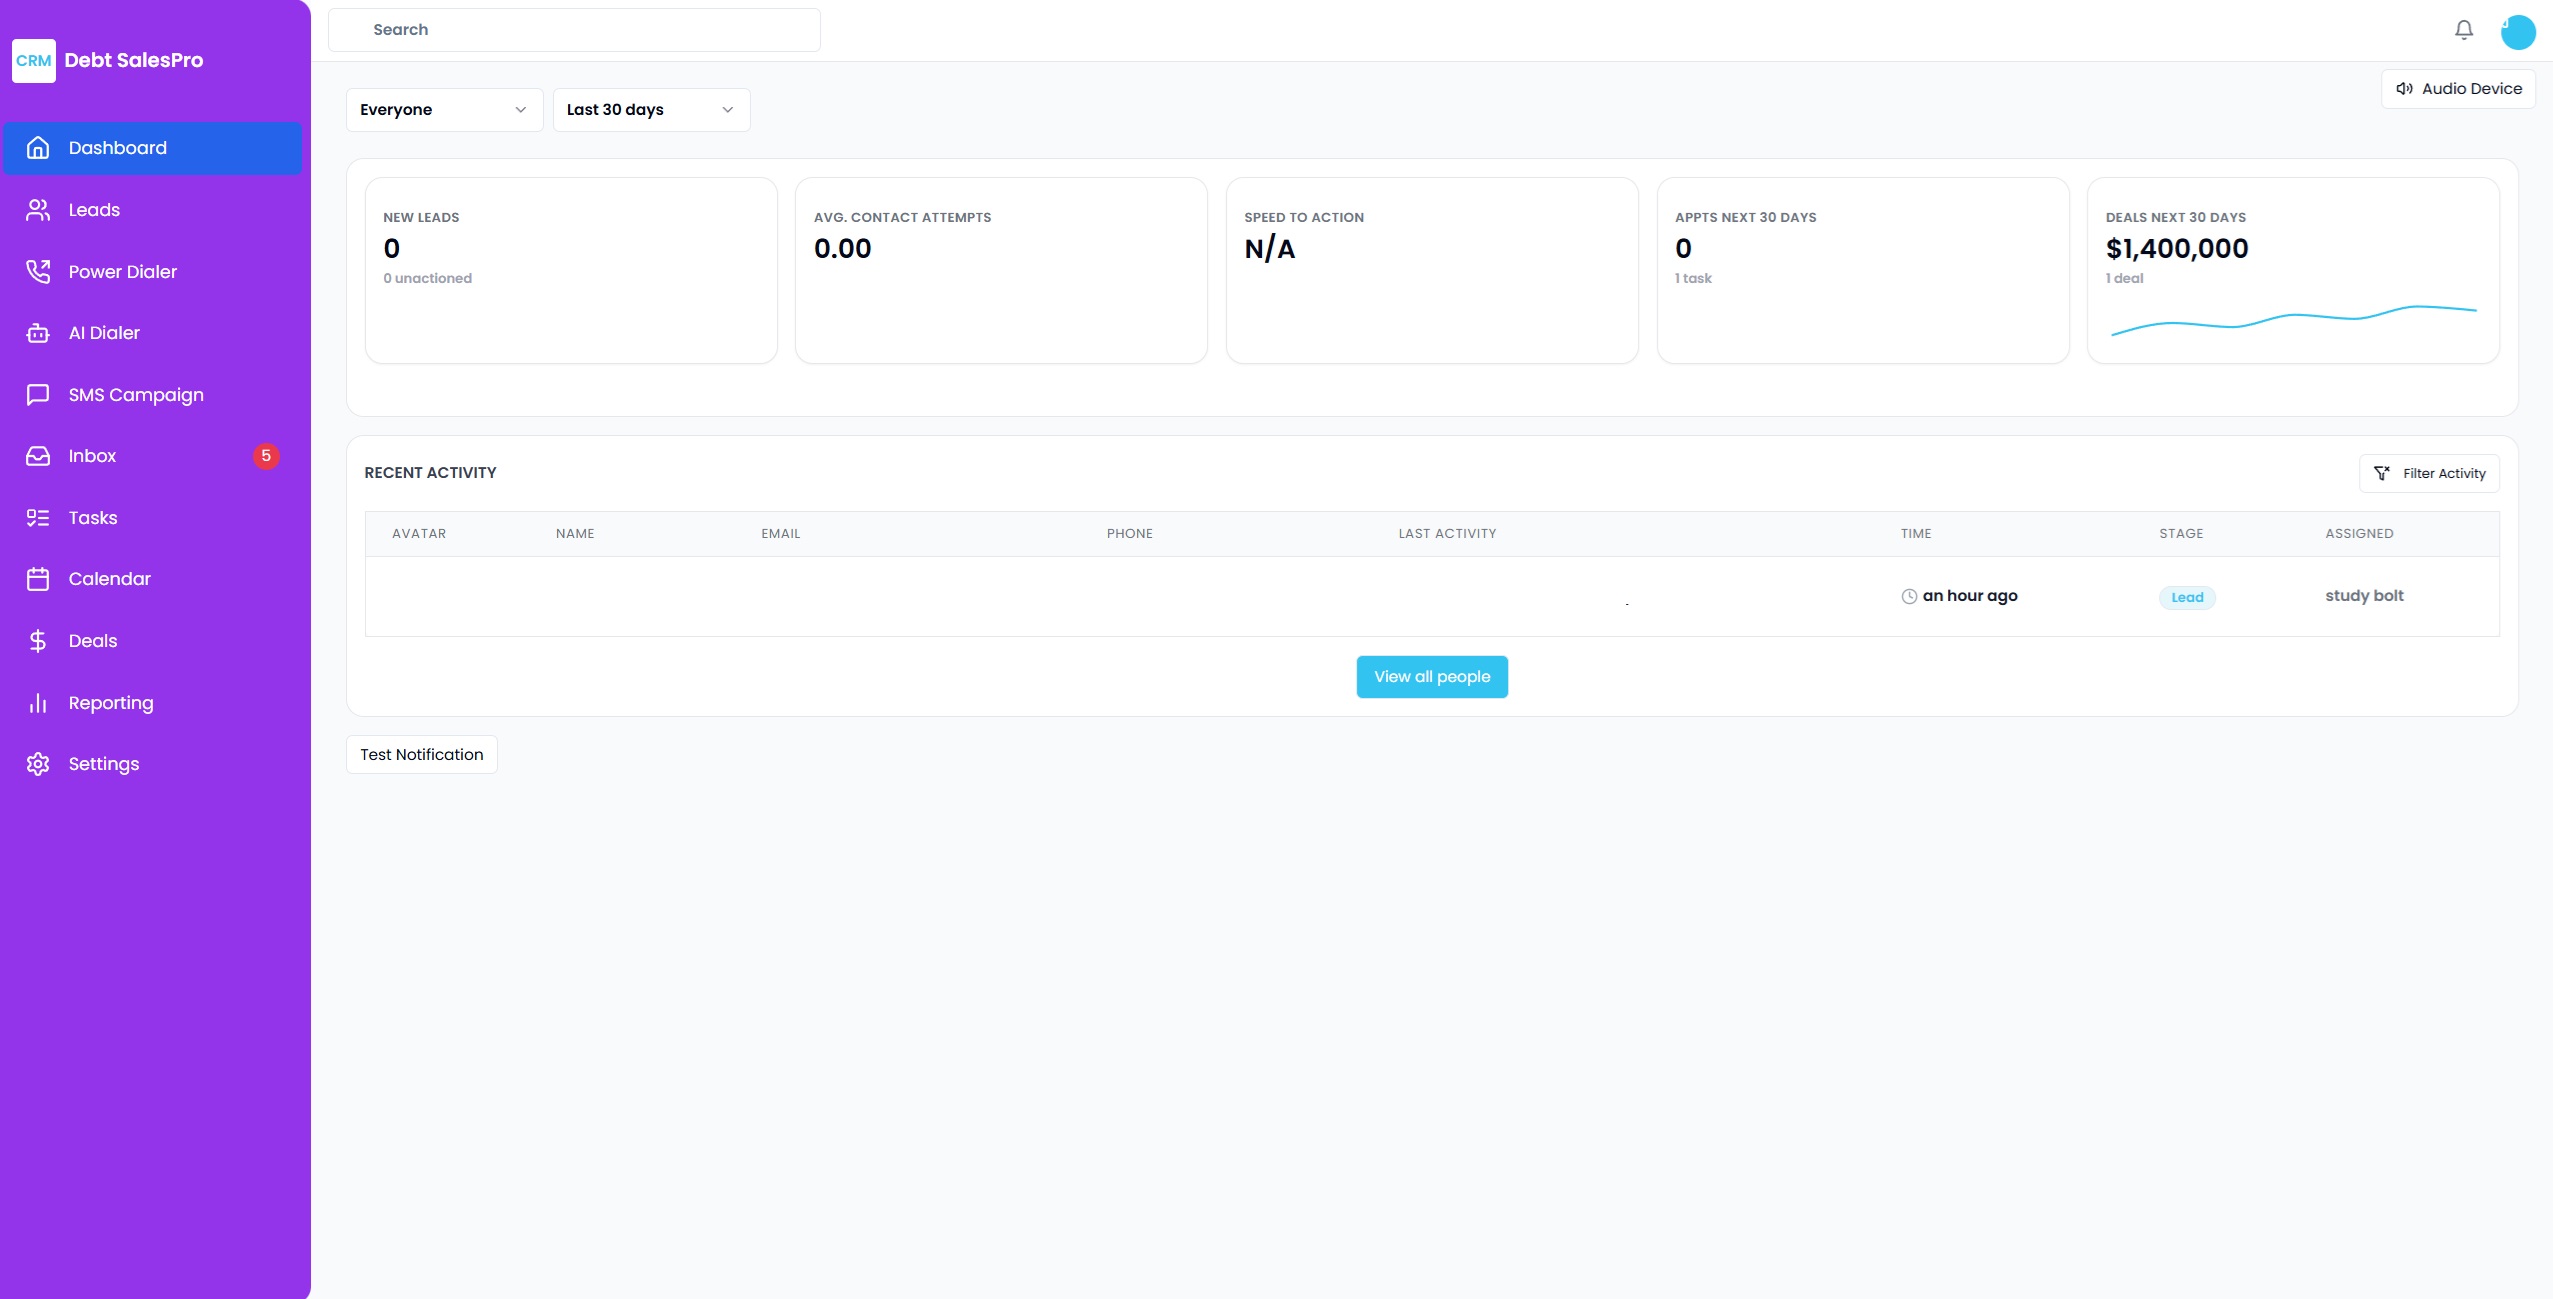 CRM Debt SalesPro
Dashboard
Leads
Power Dialer
AI Dialer
SMS Campaign
Inbox 5
Tasks
Calendar
Deals
Reporting
Settings
Search
Audio Device
Everyone
Last 30 days
NEW LEADS
0
0 unactioned
AVG. CONTACT ATTEMPTS
0.00
SPEED TO ACTION
N/A
APPTS NEXT 30 DAYS
0
1 task
DEALS NEXT 30 DAYS
$1,400,000
1 deal
RECENT ACTIVITY
Filter Activity
AVATAR NAME EMAIL PHONE LAST ACTIVITY TIME STAGE ASSIGNED
an hour ago Lead study bolt
View all people
Test Notification